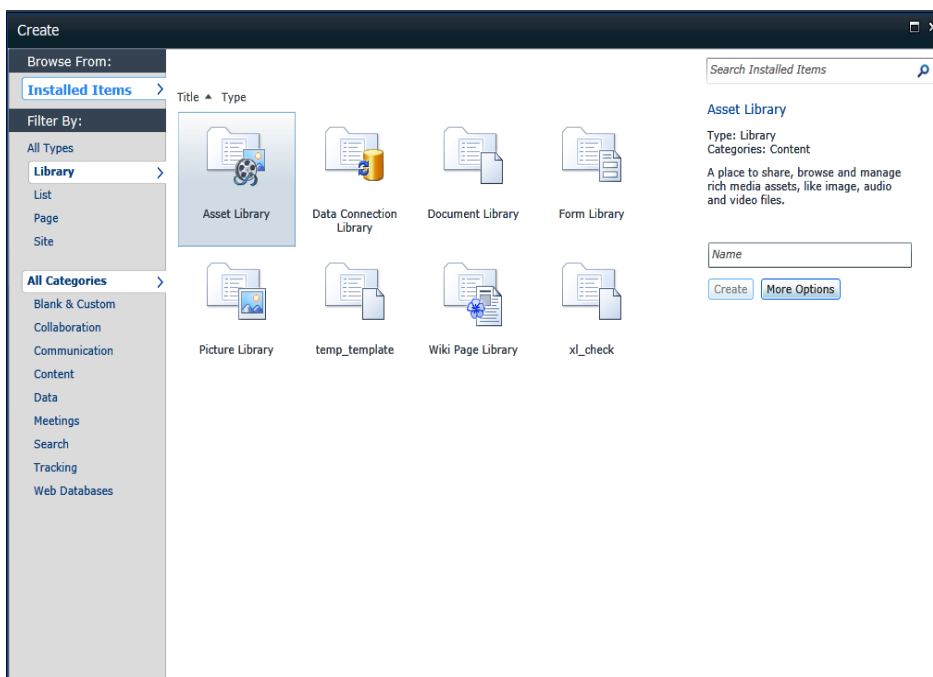 Create
Browse From:
Installed Items
Filter By:
All Types
Library
List
Page
Site
All Categories
Blank & Custom
Collaboration
Communication
Content
Data
Meetings
Search
Tracking
Web Databases
Title Type
Asset Library
Data Connection
Library
Document Library
Form Library
Picture Library
temp_template
Wiki Page Library
xl_check
Search Installed Items
Asset Library
Type: Library
Categories: Content
A place to share, browse and manage
rich media assets, like image, audio
and video files.
Name
Create More Options